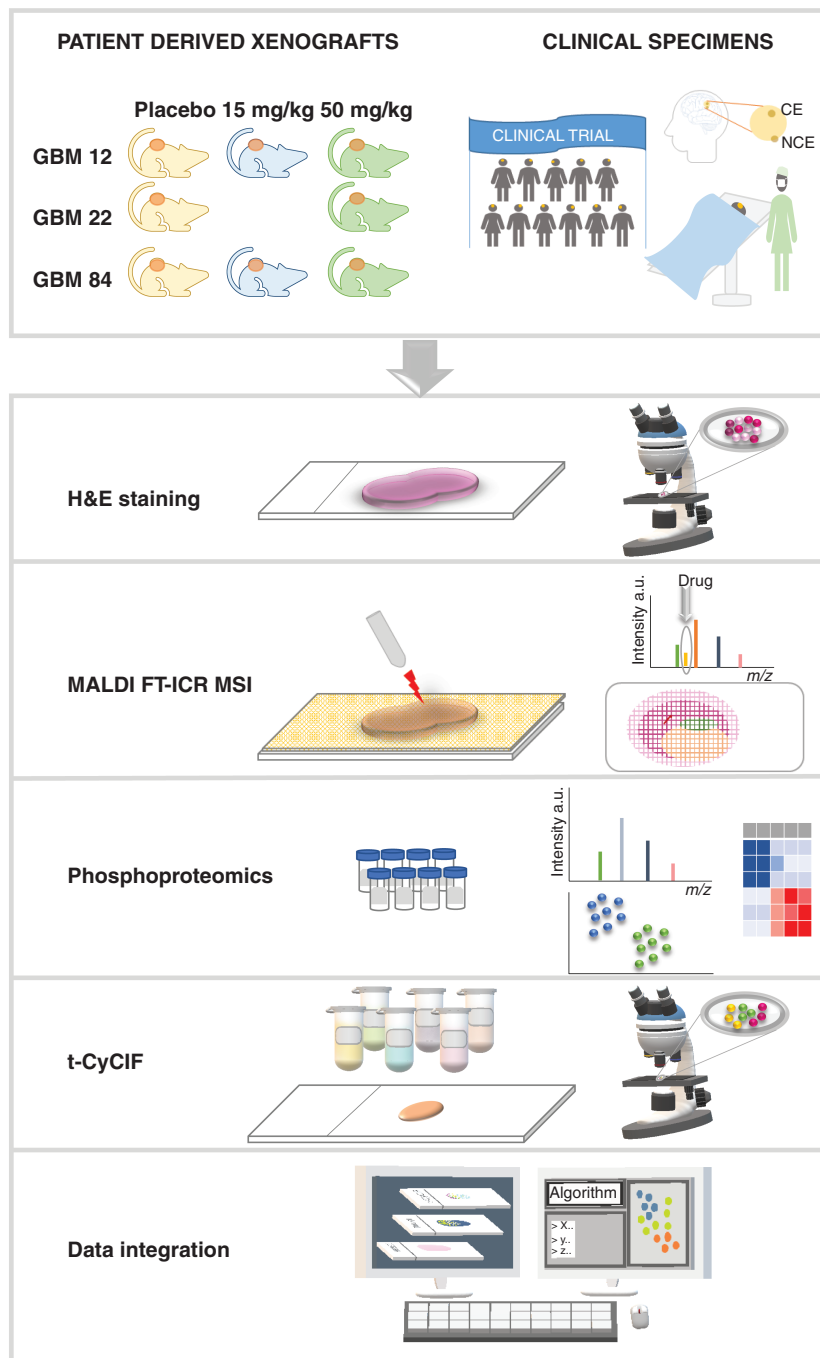 PATIENT DERIVED XENOGRAFTS
CLINICAL SPECIMENS
Placebo 15 mg/kg 50 mg/kg
GBM 12
GBM 22
GBM 84
CLINICAL TRIAL
CE
NCE
H&E staining
MALDI FT-ICR MSI
Drug
Intensity a.u.
m/z
Phosphoproteomics
Intensity a.u.
m/z
t-CyCIF
Data integration
Algorithm
> X..
> y..
> z..